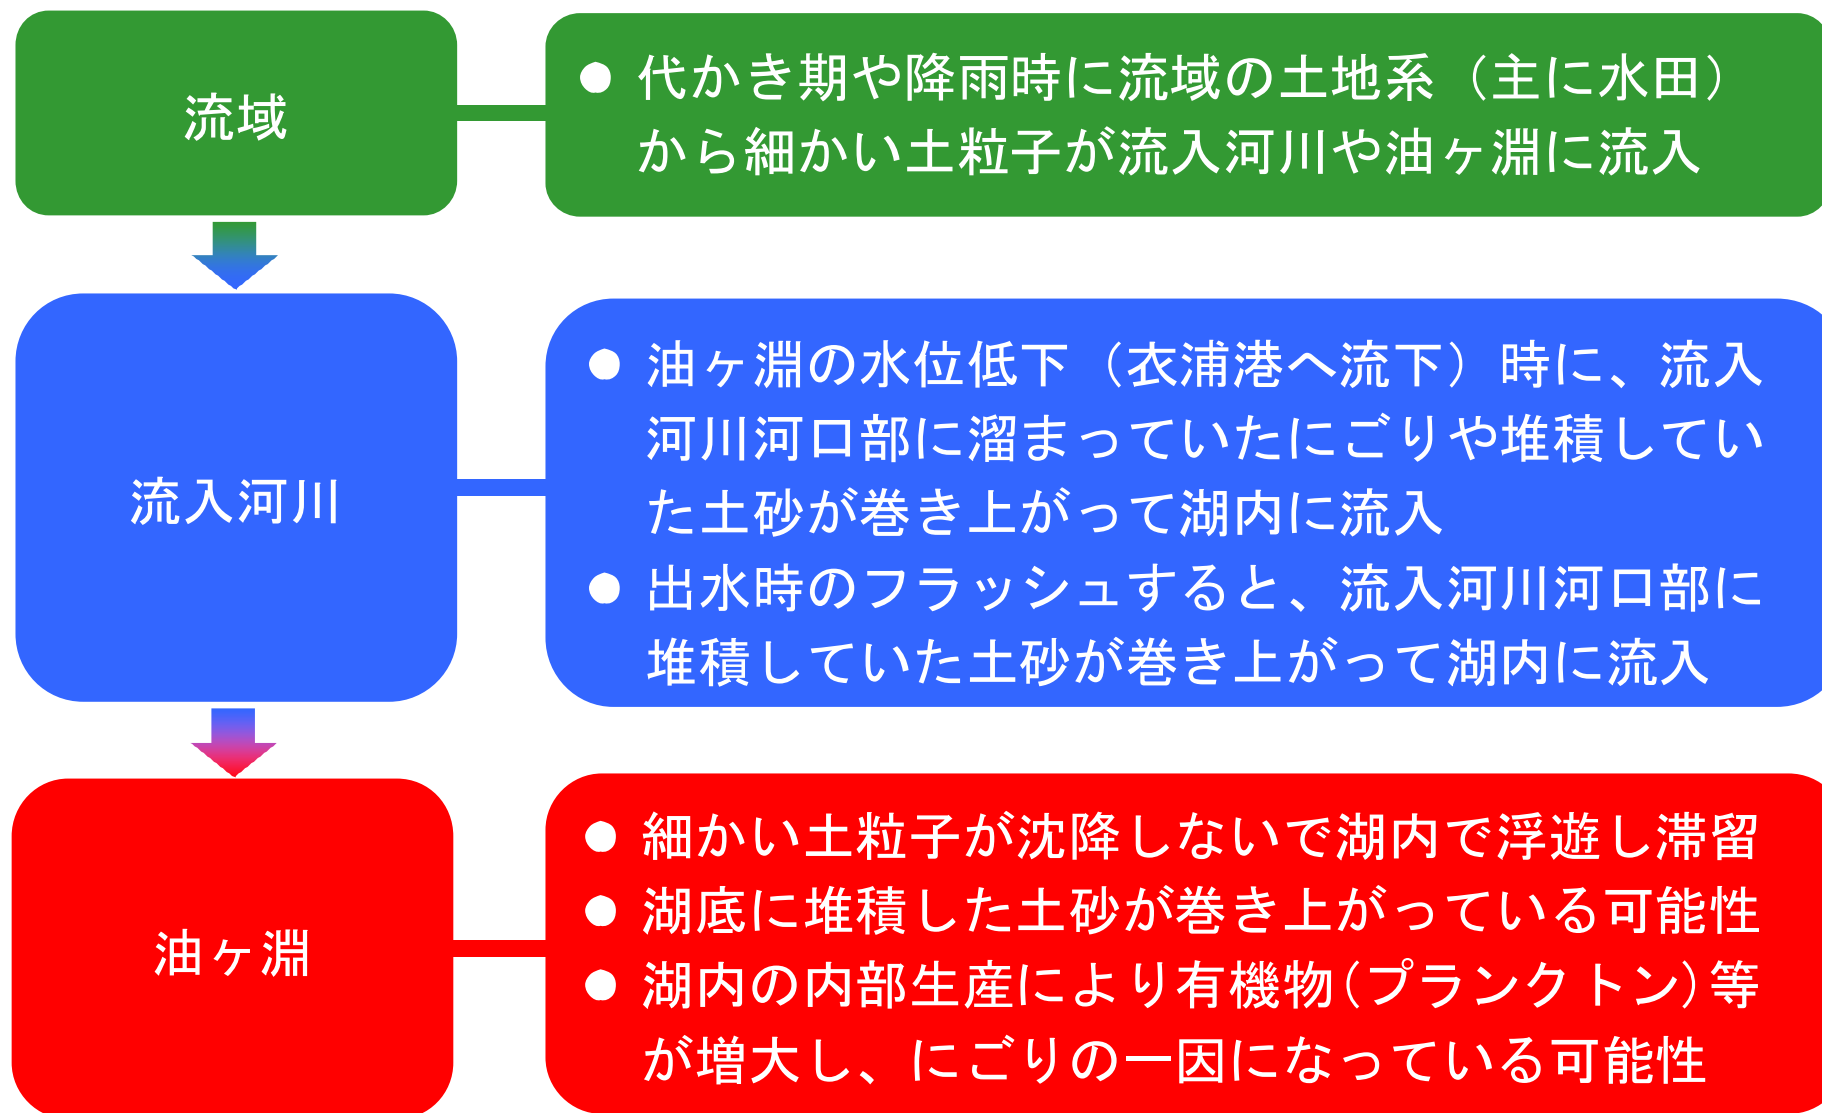 流域
● 代かき期や降雨時に流域の土地系（主に水田）
から細かい土粒子が流入河川や油ヶ淵に流入
流入河川
● 油ヶ淵の水位低下（衣浦港へ流下）時に、流入
河川河口部に溜まっていたにごりや堆積してい
た土砂が巻き上がって湖内に流入
● 出水時のフラッシュすると、流入河川河口部に
堆積していた土砂が巻き上がって湖内に流入
油ヶ淵
● 細かい土粒子が沈降しないで湖内で浮遊し滞留
● 湖底に堆積した土砂が巻き上がっている可能性
● 湖内の内部生産により有機物(プランクトン)等
が増大し、にごりの一因になっている可能性